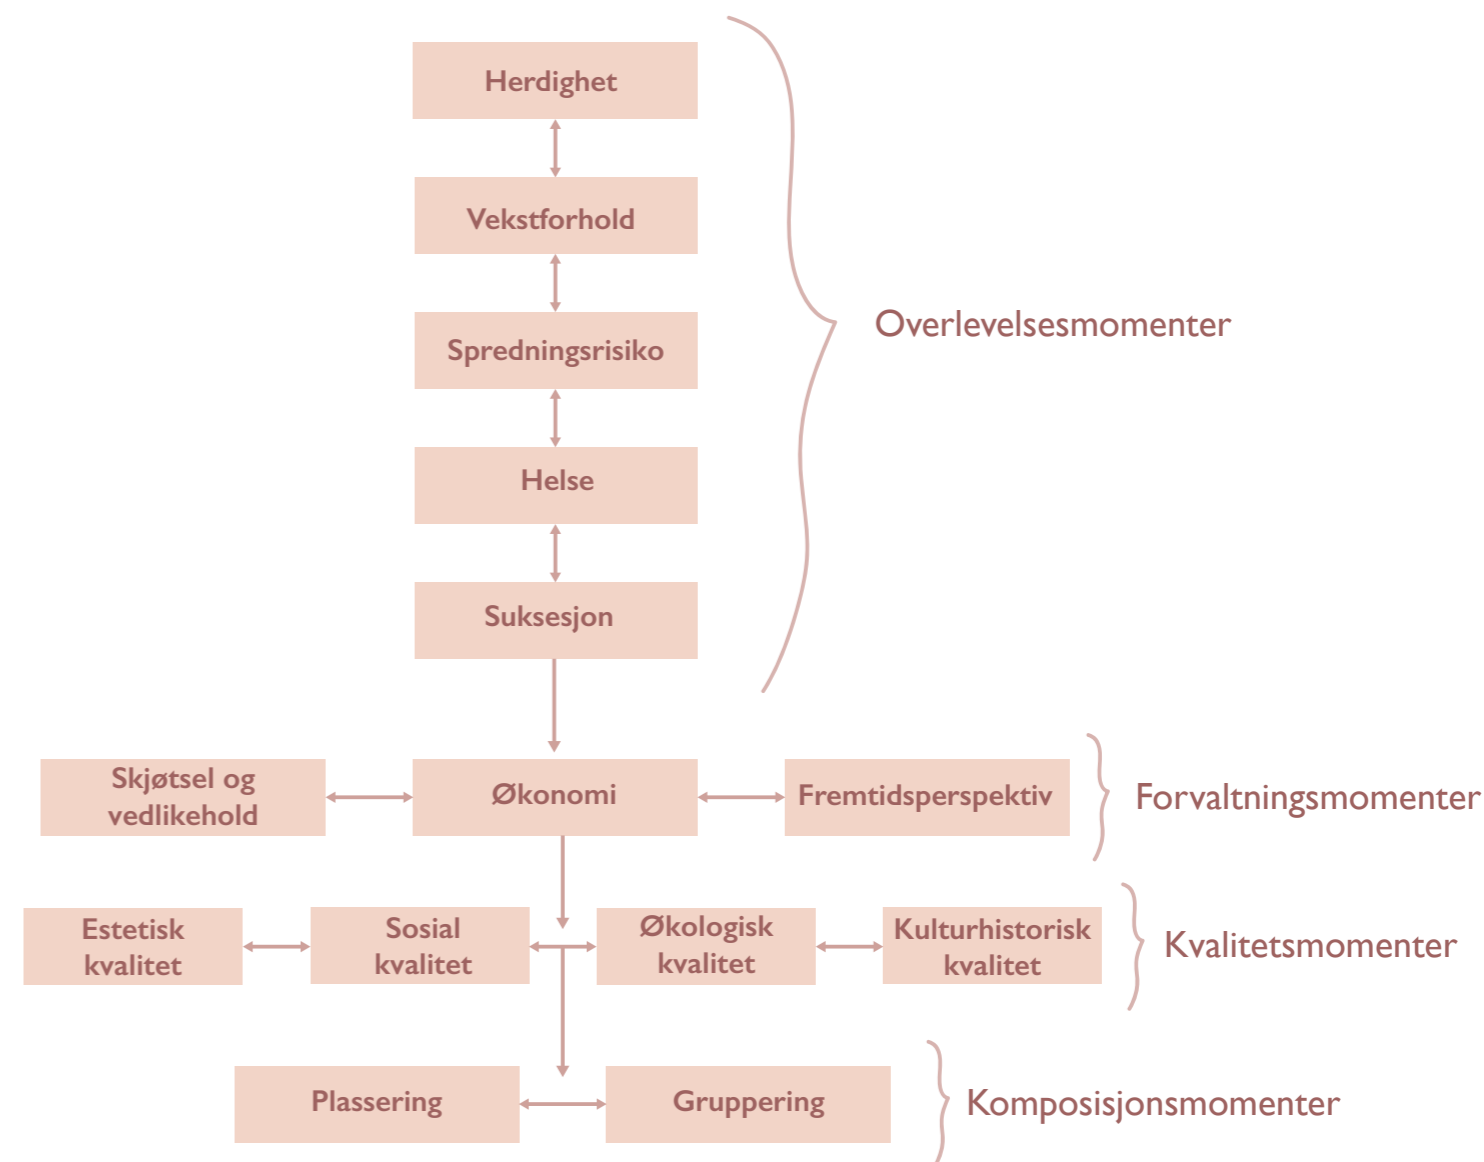 Herdighet
Vekstforhold
Spredningsrisiko
Helse
Suksesjon
Overlevelsesmomenter
Skjøtsel og
vedlikehold
Økonomi
Fremtidsperspektiv
Forvaltningsmomenter
Estetisk
kvalitet
Sosial
kvalitet
Økologisk
kvalitet
Kulturhistorisk
kvalitet
Kvalitetsmomenter
Plassering
Gruppering
Komposisjonsmomenter